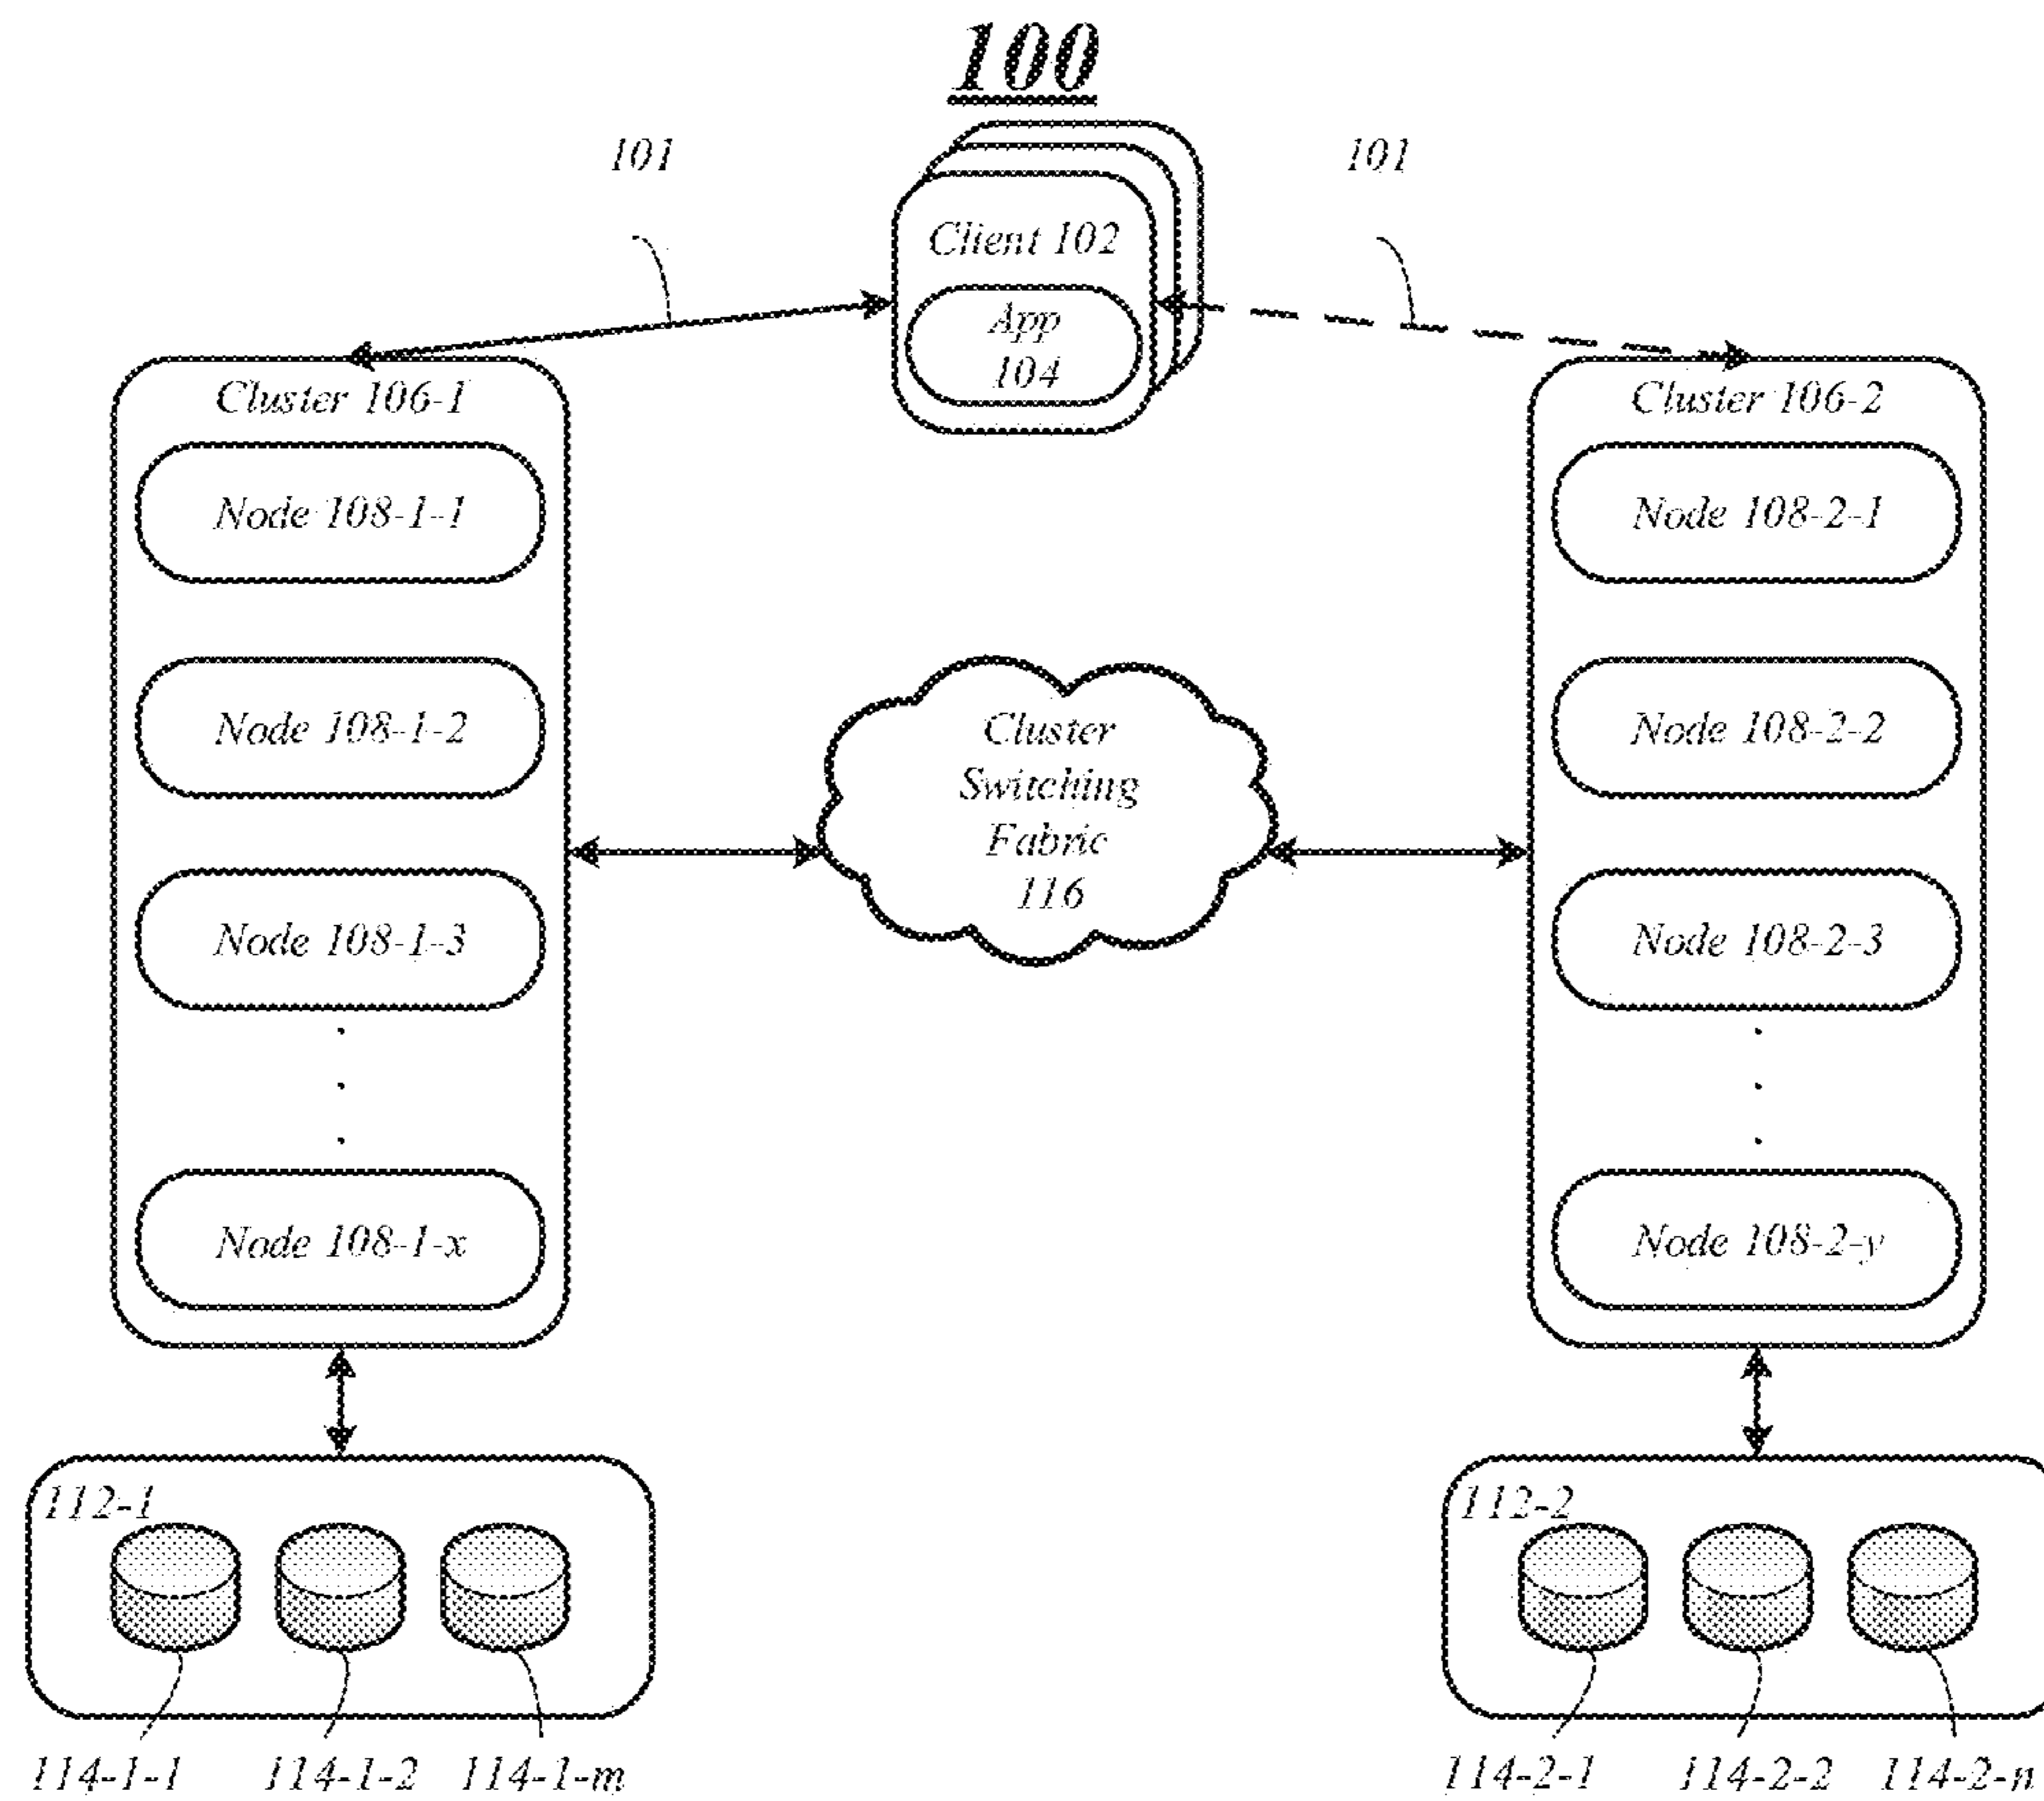 100
101
101
Client 102
App
104
Cluster 106-1
Node 108-1-1
Node 108-1-2
Node 108-1-3
Node 108-1-x
Cluster
Switching
Fabric
116
Cluster 106-2
Node 108-2-1
Node 108-2-2
Node 108-2-3
Node 108-2-y
112-1
114-1-1
114-1-2
114-1-m
112-2
114-2-1
114-2-2
114-2-n